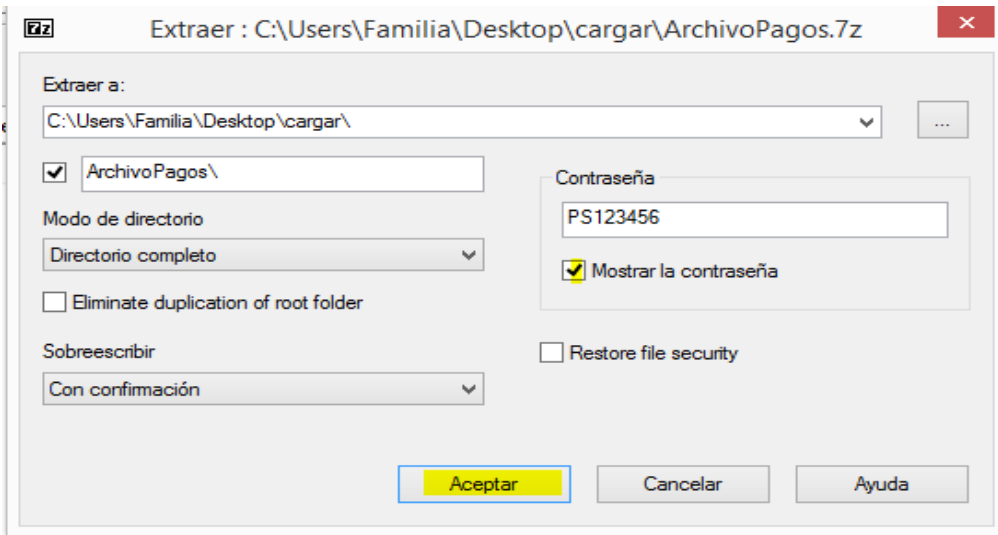 7z Extraer : C:\Users\Familia\Desktop\cargar\ArchivoPagos.7z
Extraer a:
C:\Users\Familia\Desktop\cargar\
...
ArchivoPagos\
Contraseña
PS123456
Modo de directorio
Directorio completo
Mostrar la contraseña
Eliminate duplication of root folder
Sobreescribir
Restore file security
Con confirmación
Aceptar Cancelar Ayuda